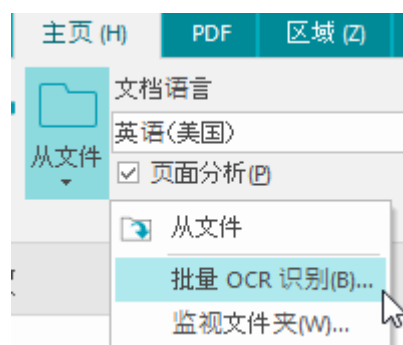 主页 (H) PDF 区域 (Z)
文档语言
英语(美国)
从文件
页面分析(P)
从文件
批量 OCR 识别(B)...
监视文件夹(W)...